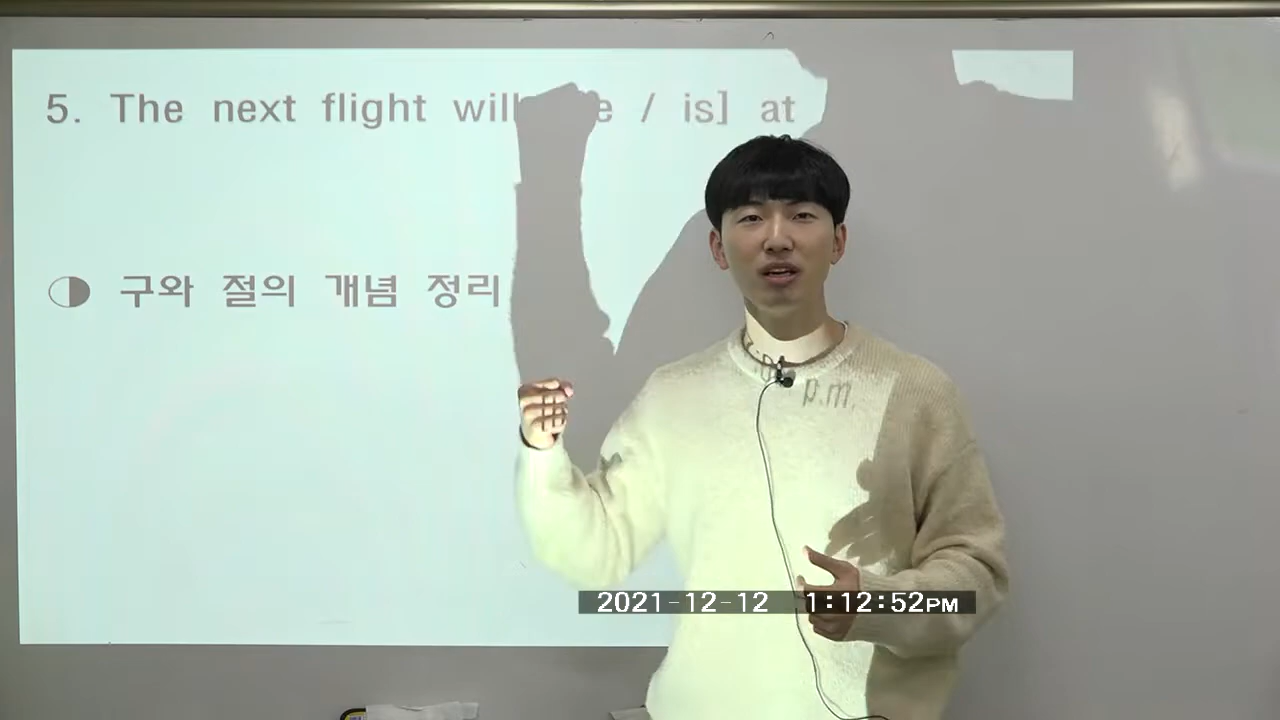 5. The next flight will e / is] at
p.m.
구와 절의 개념 정리
2021-12-12 1:12:52PM